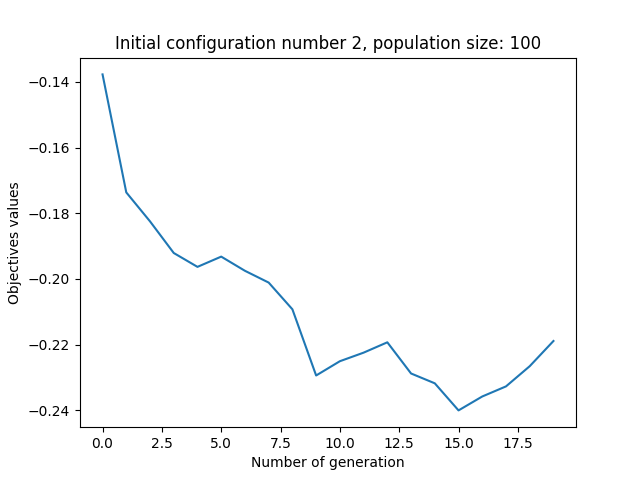 Initial configuration number 2, population size: 100
Objectives values
−0.14
−0.16
−0.18
−0.20
−0.22
−0.24
0.0 2.5 5.0 7.5 10.0 12.5 15.0 17.5
Number of generation